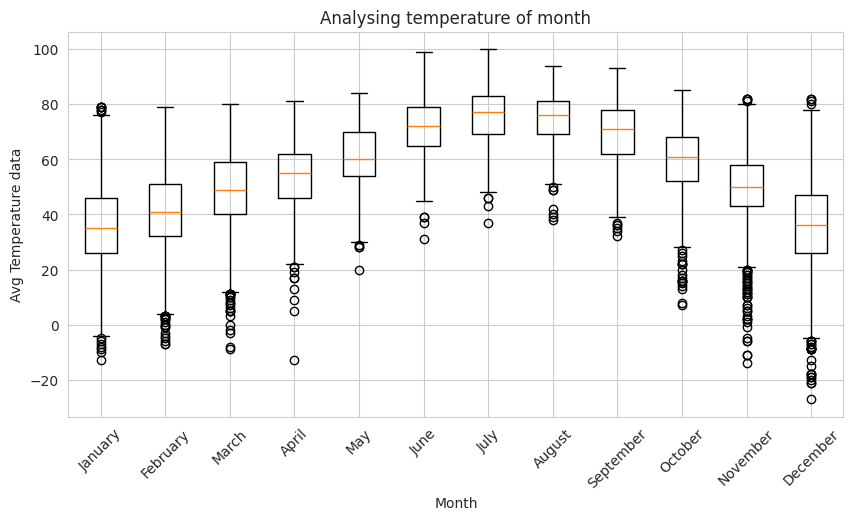 Analysing temperature of month
100
80
60
40
20
0
−20
Avg Temperature data
January
February
March
April
May
June
July
August
September
October
November
December
Month